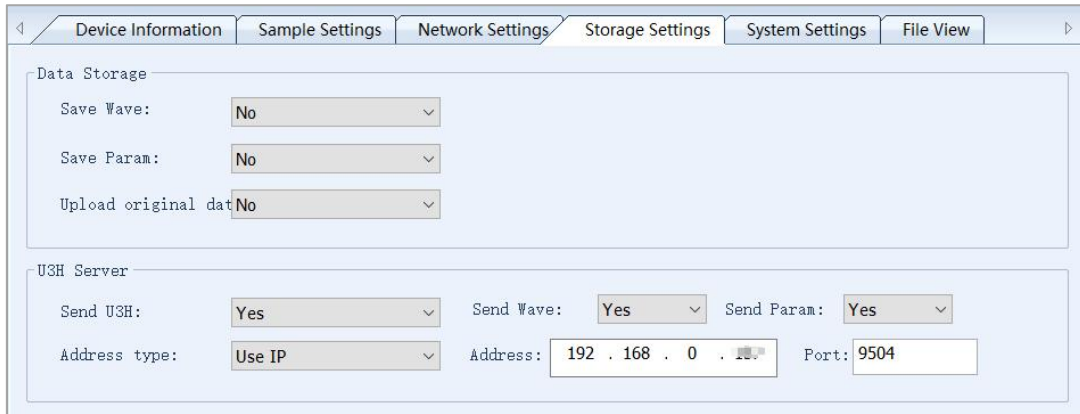 Device Information Sample Settings Network Settings Storage Settings System Settings File View
Data Storage
Save Wave: No
Save Param: No
Upload original dat No
U3H Server
Send U3H: Yes Send Wave: Yes Send Param: Yes
Address type: Use IP Address: 192 . 168 . 0 . Port: 9504